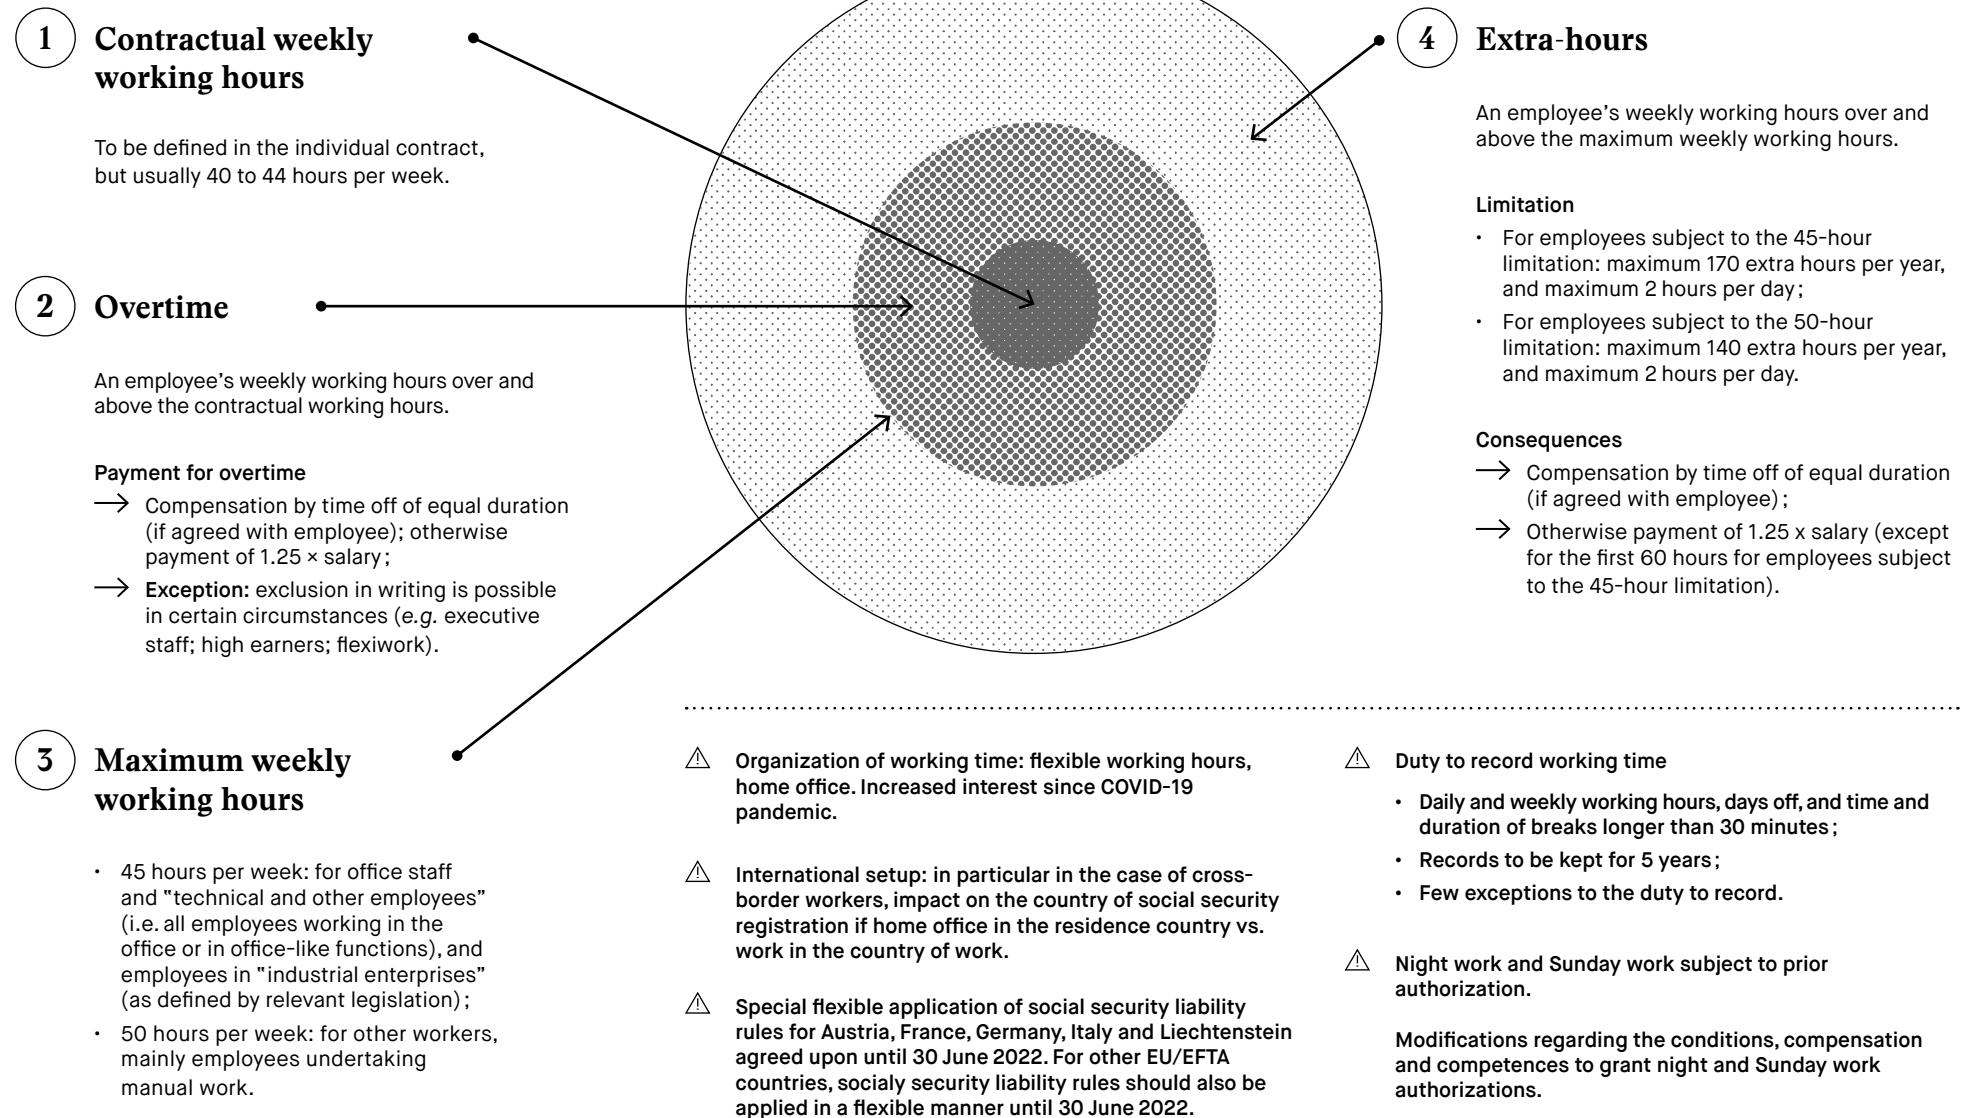 1
Contractual weekly
working hours
To be defined in the individual contract,
but usually 40 to 44 hours per week.
2
Overtime
An employee’s weekly working hours over and
above the contractual working hours.
Payment for overtime
→ Compensation by time off of equal duration
(if agreed with employee); otherwise
payment of 1.25 × salary;
→ Exception: exclusion in writing is possible
in certain circumstances (e.g. executive
staff; high earners; flexiwork).
3
Maximum weekly
working hours
• 45 hours per week: for office staff
and “technical and other employees”
(i.e. all employees working in the
office or in office-like functions), and
employees in “industrial enterprises”
(as defined by relevant legislation);
• 50 hours per week: for other workers,
mainly employees undertaking
manual work.
4
Extra-hours
An employee’s weekly working hours over and
above the maximum weekly working hours.
Limitation
• For employees subject to the 45-hour
limitation: maximum 170 extra hours per year,
and maximum 2 hours per day;
• For employees subject to the 50-hour
limitation: maximum 140 extra hours per year,
and maximum 2 hours per day.
Consequences
→ Compensation by time off of equal duration
(if agreed with employee);
→ Otherwise payment of 1.25 x salary (except
for the first 60 hours for employees subject
to the 45-hour limitation).
Organization of working time: flexible working hours,
home office. Increased interest since COVID-19
pandemic.
International setup: in particular in the case of cross-
border workers, impact on the country of social security
registration if home office in the residence country vs.
work in the country of work.
Special flexible application of social security liability
rules for Austria, France, Germany, Italy and Liechtenstein
agreed upon until 30 June 2022. For other EU/EFTA
countries, socialy security liability rules should also be
applied in a flexible manner until 30 June 2022.
Duty to record working time
• Daily and weekly working hours, days off, and time and
duration of breaks longer than 30 minutes;
• Records to be kept for 5 years;
• Few exceptions to the duty to record.
Night work and Sunday work subject to prior
authorization.
Modifications regarding the conditions, compensation
and competences to grant night and Sunday work
authorizations.